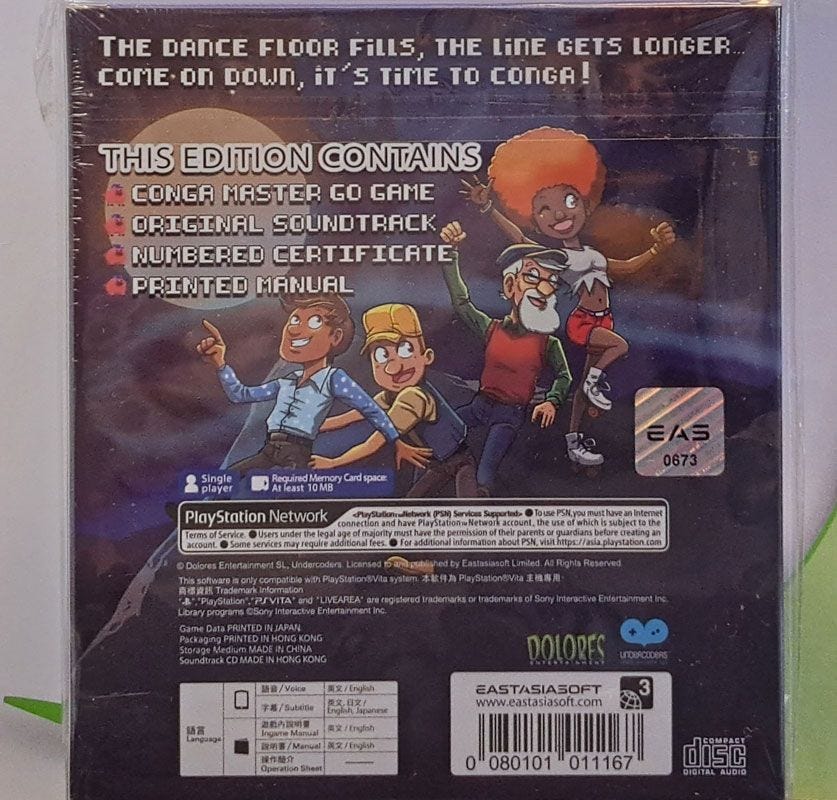 THE DANCE FLOOR FILLS, THE LINE GETS LONGER...
COME ON DOWN, IT'S TIME TO CONGA!
THIS EDITION CONTAINS
CONGA MASTER GO GAME
ORIGINAL SOUNDTRACK
NUMBERED CERTIFICATE
PRINTED MANUAL
EAS
0673
Single
player
Required Memory Card space:
At least 10 MB
PlayStation Network
<PlayStation™Network (PSN) Services Supported> ● To use PSN, you must have an Internet
connection and have PlayStation™Network account, the use of which is subject to the
Terms of Service. ● Users under the legal age of majority must have the permission of their parents or guardians before creating an
account. ● Some services may require additional fees. ● For additional information about PSN, visit https://asia.playstation.com
© Dolores Entertainment SL, Undercoders. Licensed to and published by Eastasiasoft Limited. All Rights Reserved.
This software is only compatible with PlayStation®Vita system. 本軟件為 PlayStation®Vita 主機專用
商標資訊 Trademark Information
"PlayStation", "PSVITA" and "LIVEAREA" are registered trademarks or trademarks of Sony Interactive Entertainment Inc.
Library programs ©Sony Interactive Entertainment Inc.
Game Data PRINTED IN JAPAN
Packaging PRINTED IN HONG KONG
Storage Medium MADE IN CHINA
Soundtrack CD MADE IN HONG KONG
DOLORES
ENTERTAINMENT
UNDERCODERS
語言
Language
語音 / Voice
英文 / English
字幕 / Subtitle
英文, 日文 /
English, Japanese
遊戲內說明書
Ingame Manual
英文 / English
說明書 / Manual
英文 / English
操作簡介
Operation Sheet
EASTASIASOFT
www.eastasiasoft.com
3
0 080101 011167
COMPACT
disc
DIGITAL AUDIO